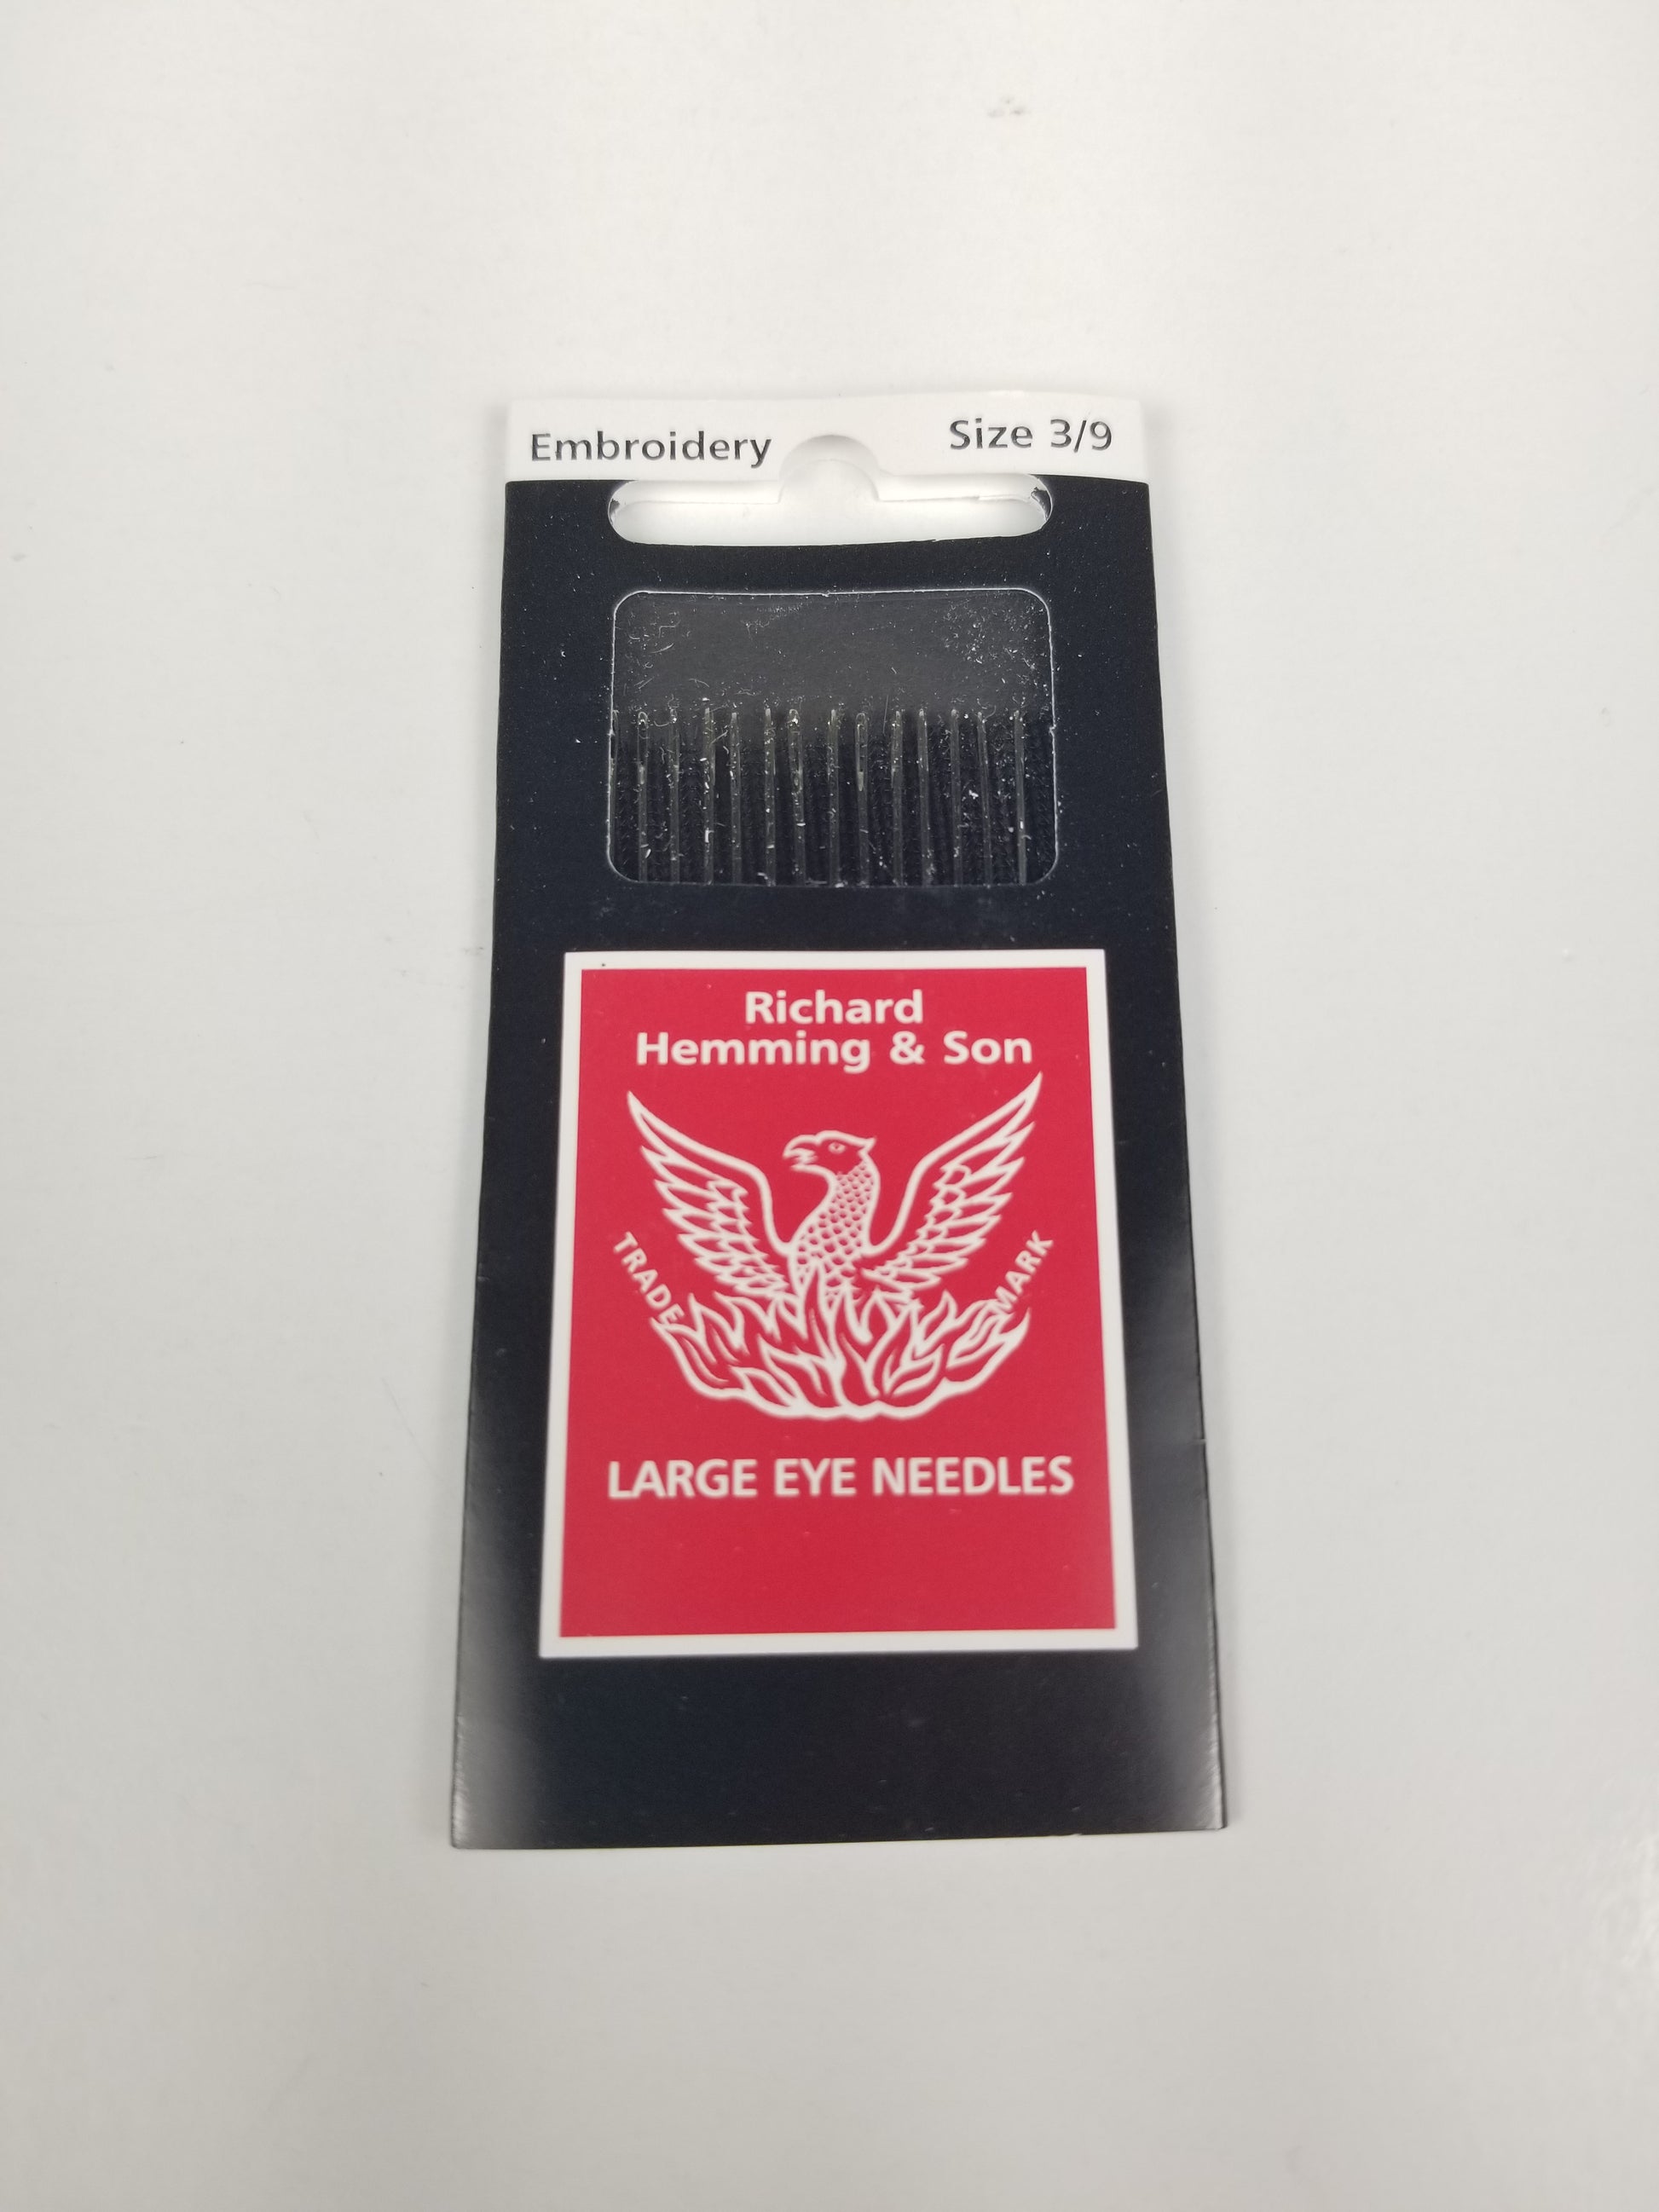 Embroidery Size 3/9
Richard
Hemming & Son
TRADE MARK
LARGE EYE NEEDLES